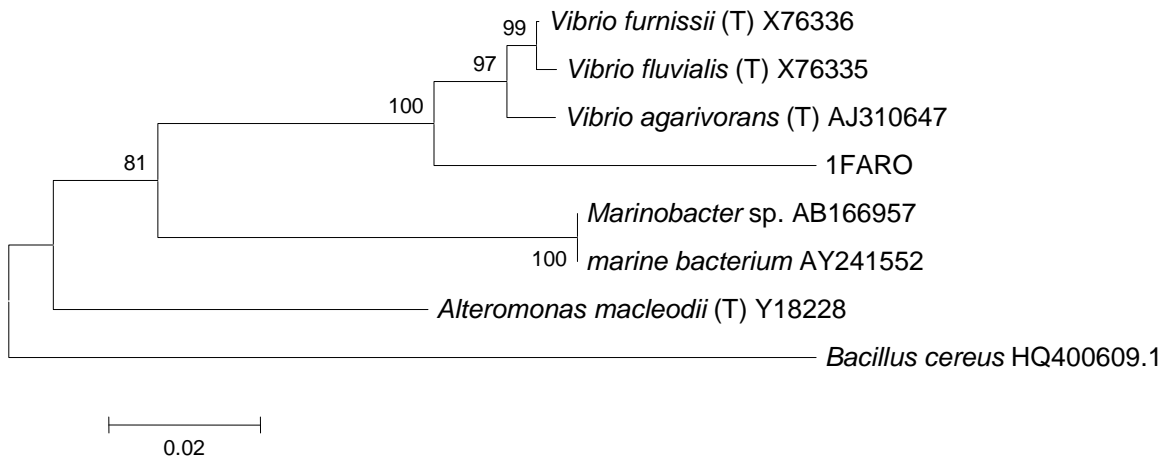 99
Vibrio furnissii (T) X76336
97
Vibrio fluvialis (T) X76335
100
Vibrio agarivorans (T) AJ310647
81
1FARO
Marinobacter sp. AB166957
100
marine bacterium AY241552
Alteromonas macleodii (T) Y18228
Bacillus cereus HQ400609.1
0.02